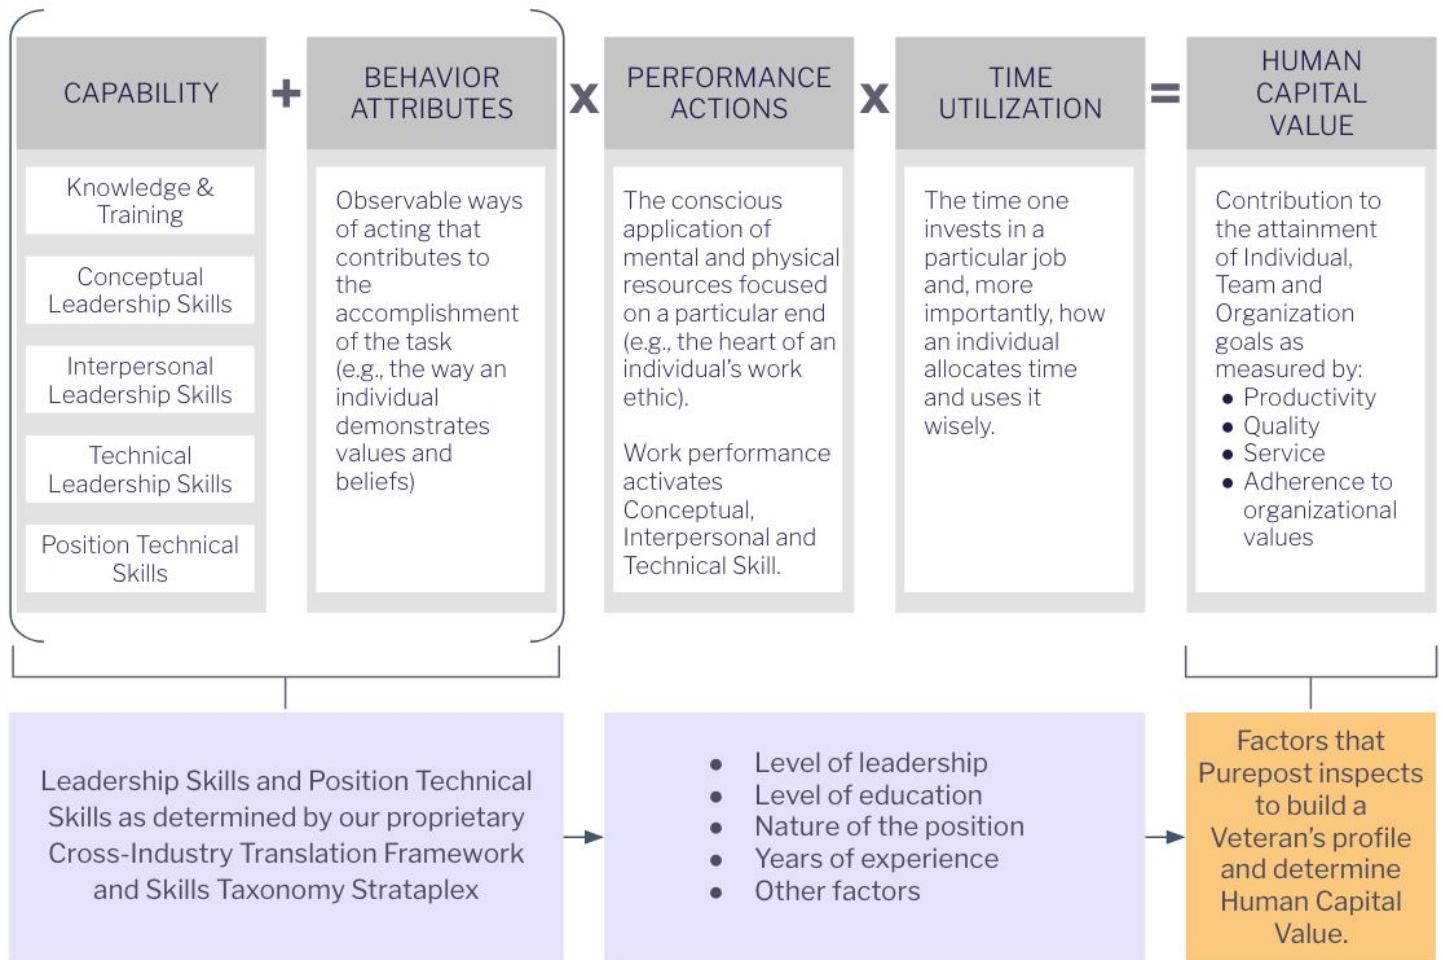 CAPABILITY
Knowledge &
Training
Conceptual
Leadership Skills
Interpersonal
Leadership Skills
Technical
Leadership Skills
Position Technical
Skills
+
BEHAVIOR
ATTRIBUTES
Observable ways
of acting that
contributes to
the
accomplishment
of the task
(e.g., the way an
individual
demonstrates
values and
beliefs)
x
PERFORMANCE
ACTIONS
The conscious
application of
mental and physical
resources focused
on a particular end
(e.g., the heart of an
individual's work
ethic).
Work performance
activates
Conceptual,
Interpersonal and
Technical Skill.
x
TIME
UTILIZATION
The time one
invests in a
particular job
and, more
importantly, how
an individual
allocates time
and uses it
wisely.
=
HUMAN
CAPITAL
VALUE
Contribution to
the attainment
of Individual,
Team and
Organization
goals as
measured by:
● Productivity
● Quality
● Service
● Adherence to
organizational
values
Leadership Skills and Position Technical
Skills as determined by our proprietary
Cross-Industry Translation Framework
and Skills Taxonomy Strataplex
● Level of leadership
● Level of education
● Nature of the position
● Years of experience
● Other factors
Factors that
Purepost inspects
to build a
Veteran's profile
and determine
Human Capital
Value.